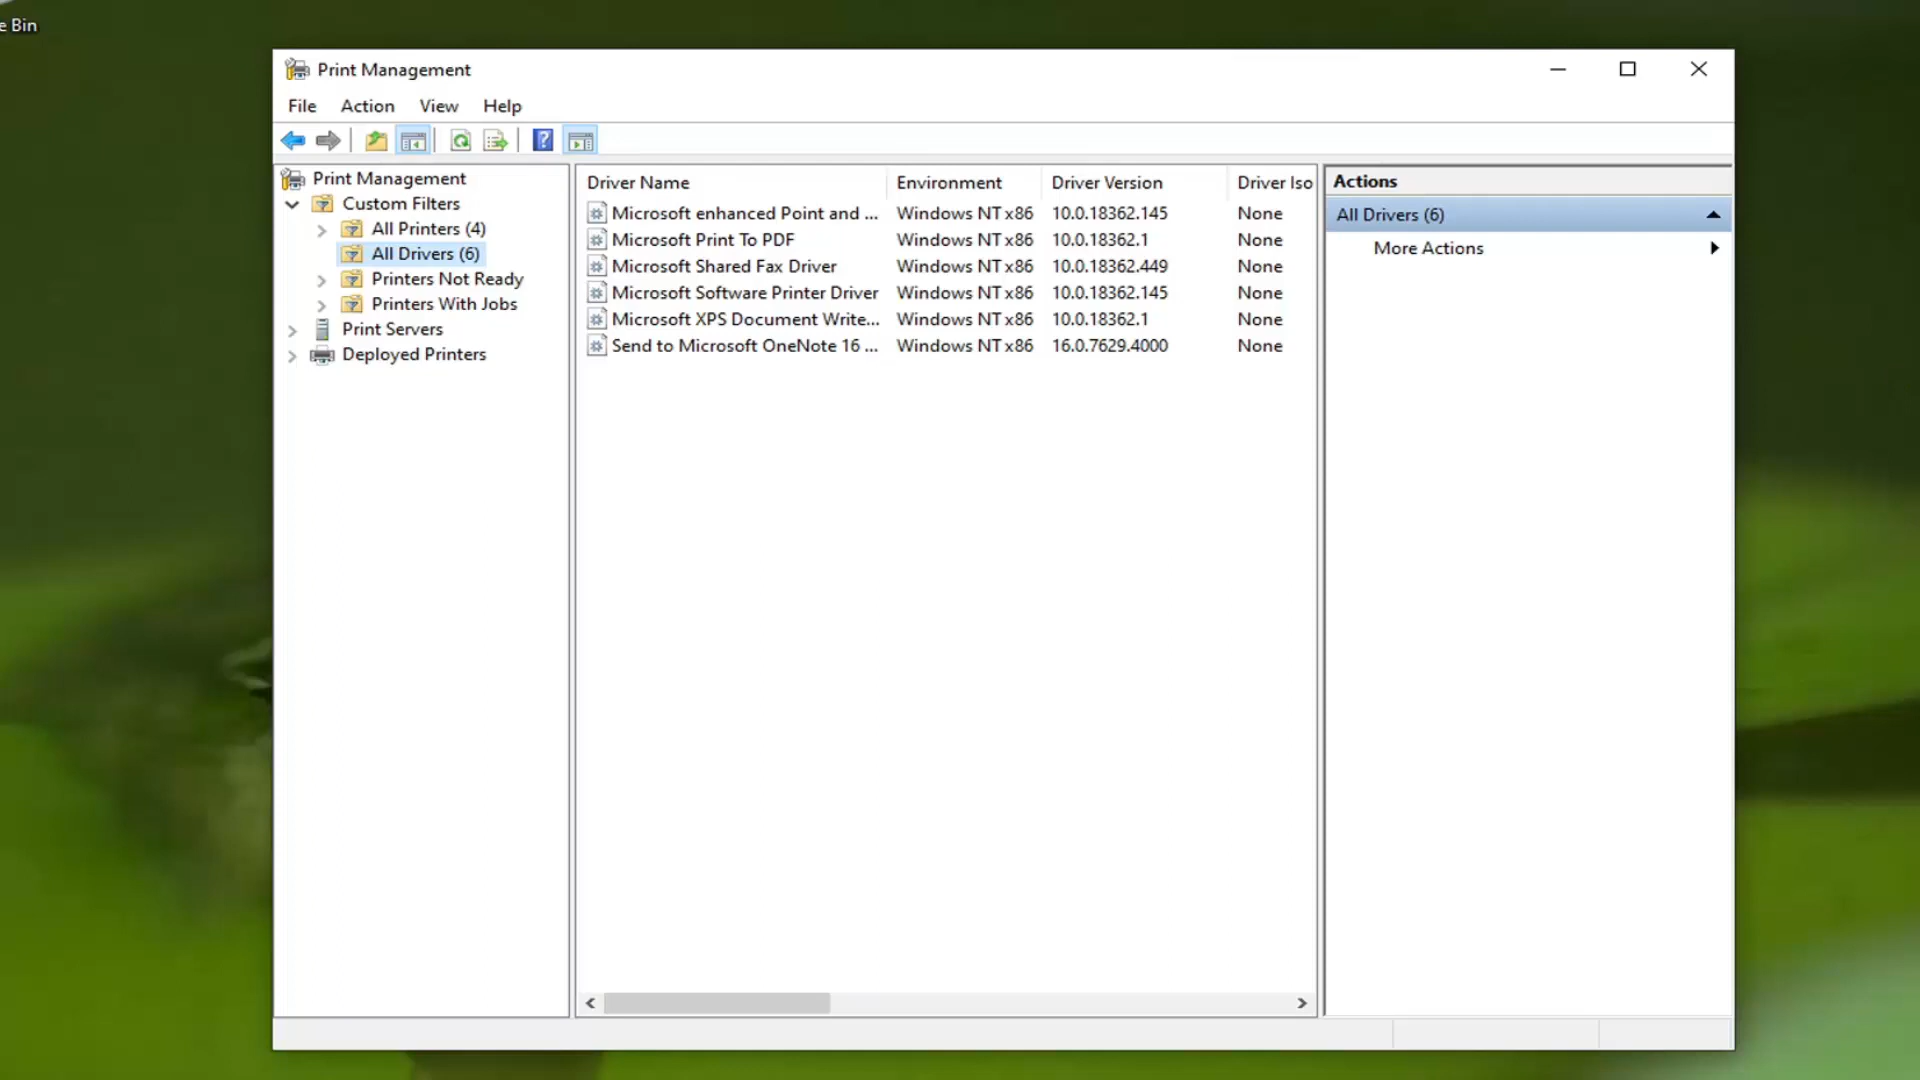 e Bin
Print Management
File Action View Help
Print Management
Custom Filters
All Printers (4)
All Drivers (6)
Printers Not Ready
Printers With Jobs
Print Servers
Deployed Printers
Driver Name Environment Driver Version Driver Iso
Microsoft enhanced Point and ... Windows NT x86 10.0.18362.145 None
Microsoft Print To PDF Windows NT x86 10.0.18362.1 None
Microsoft Shared Fax Driver Windows NT x86 10.0.18362.449 None
Microsoft Software Printer Driver Windows NT x86 10.0.18362.145 None
Microsoft XPS Document Write... Windows NT x86 10.0.18362.1 None
Send to Microsoft OneNote 16 ... Windows NT x86 16.0.7629.4000 None
Actions
All Drivers (6)
More Actions